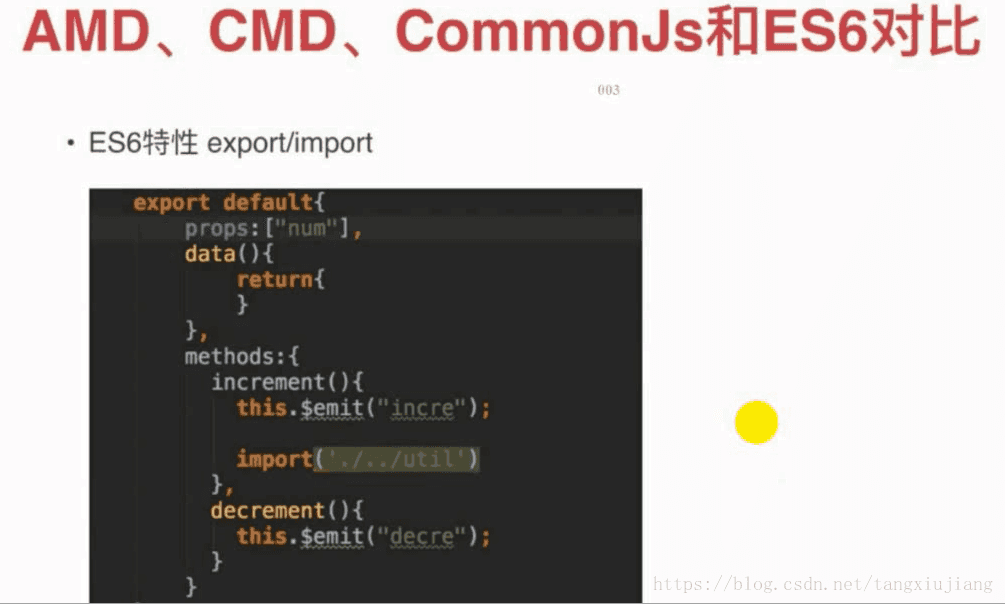 AMD、CMD、CommonJs和ES6对比
003
• ES6特性 export/import
export default{
props:["num"],
data(){
return{
}
},
methods:{
increment(){
this.$emit("incre");
import('./../util')
},
decrement(){
this.$emit("decre");
}
}
https://blog.csdn.net/tangxiujiang